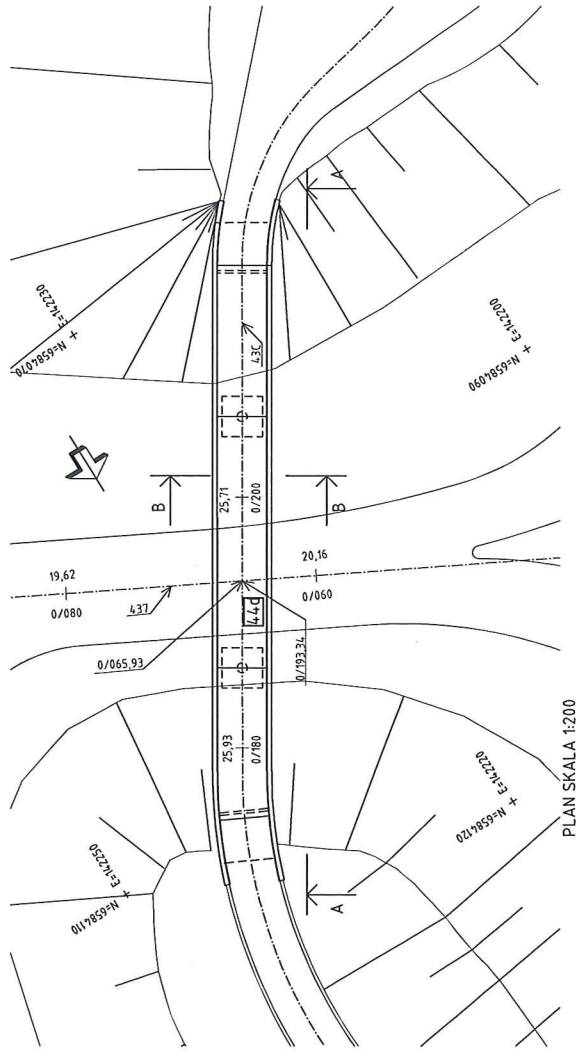 N=6584070
E=142230
A
43C
N=6584090
E=142200
B
25,71
0/200
B
19,62
0/080
437
20,16
0/060
0/065,93
44d
0/193,34
25,93
0/180
N=6584110
E=142250
N=6584120
E=142220
A
PLAN SKALA 1:200